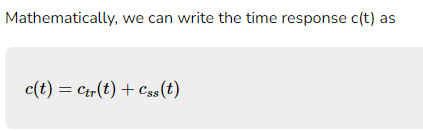 Mathematically, we can write the time response c(t) as
c(t) = c_{tr}(t) + c_{ss}(t)